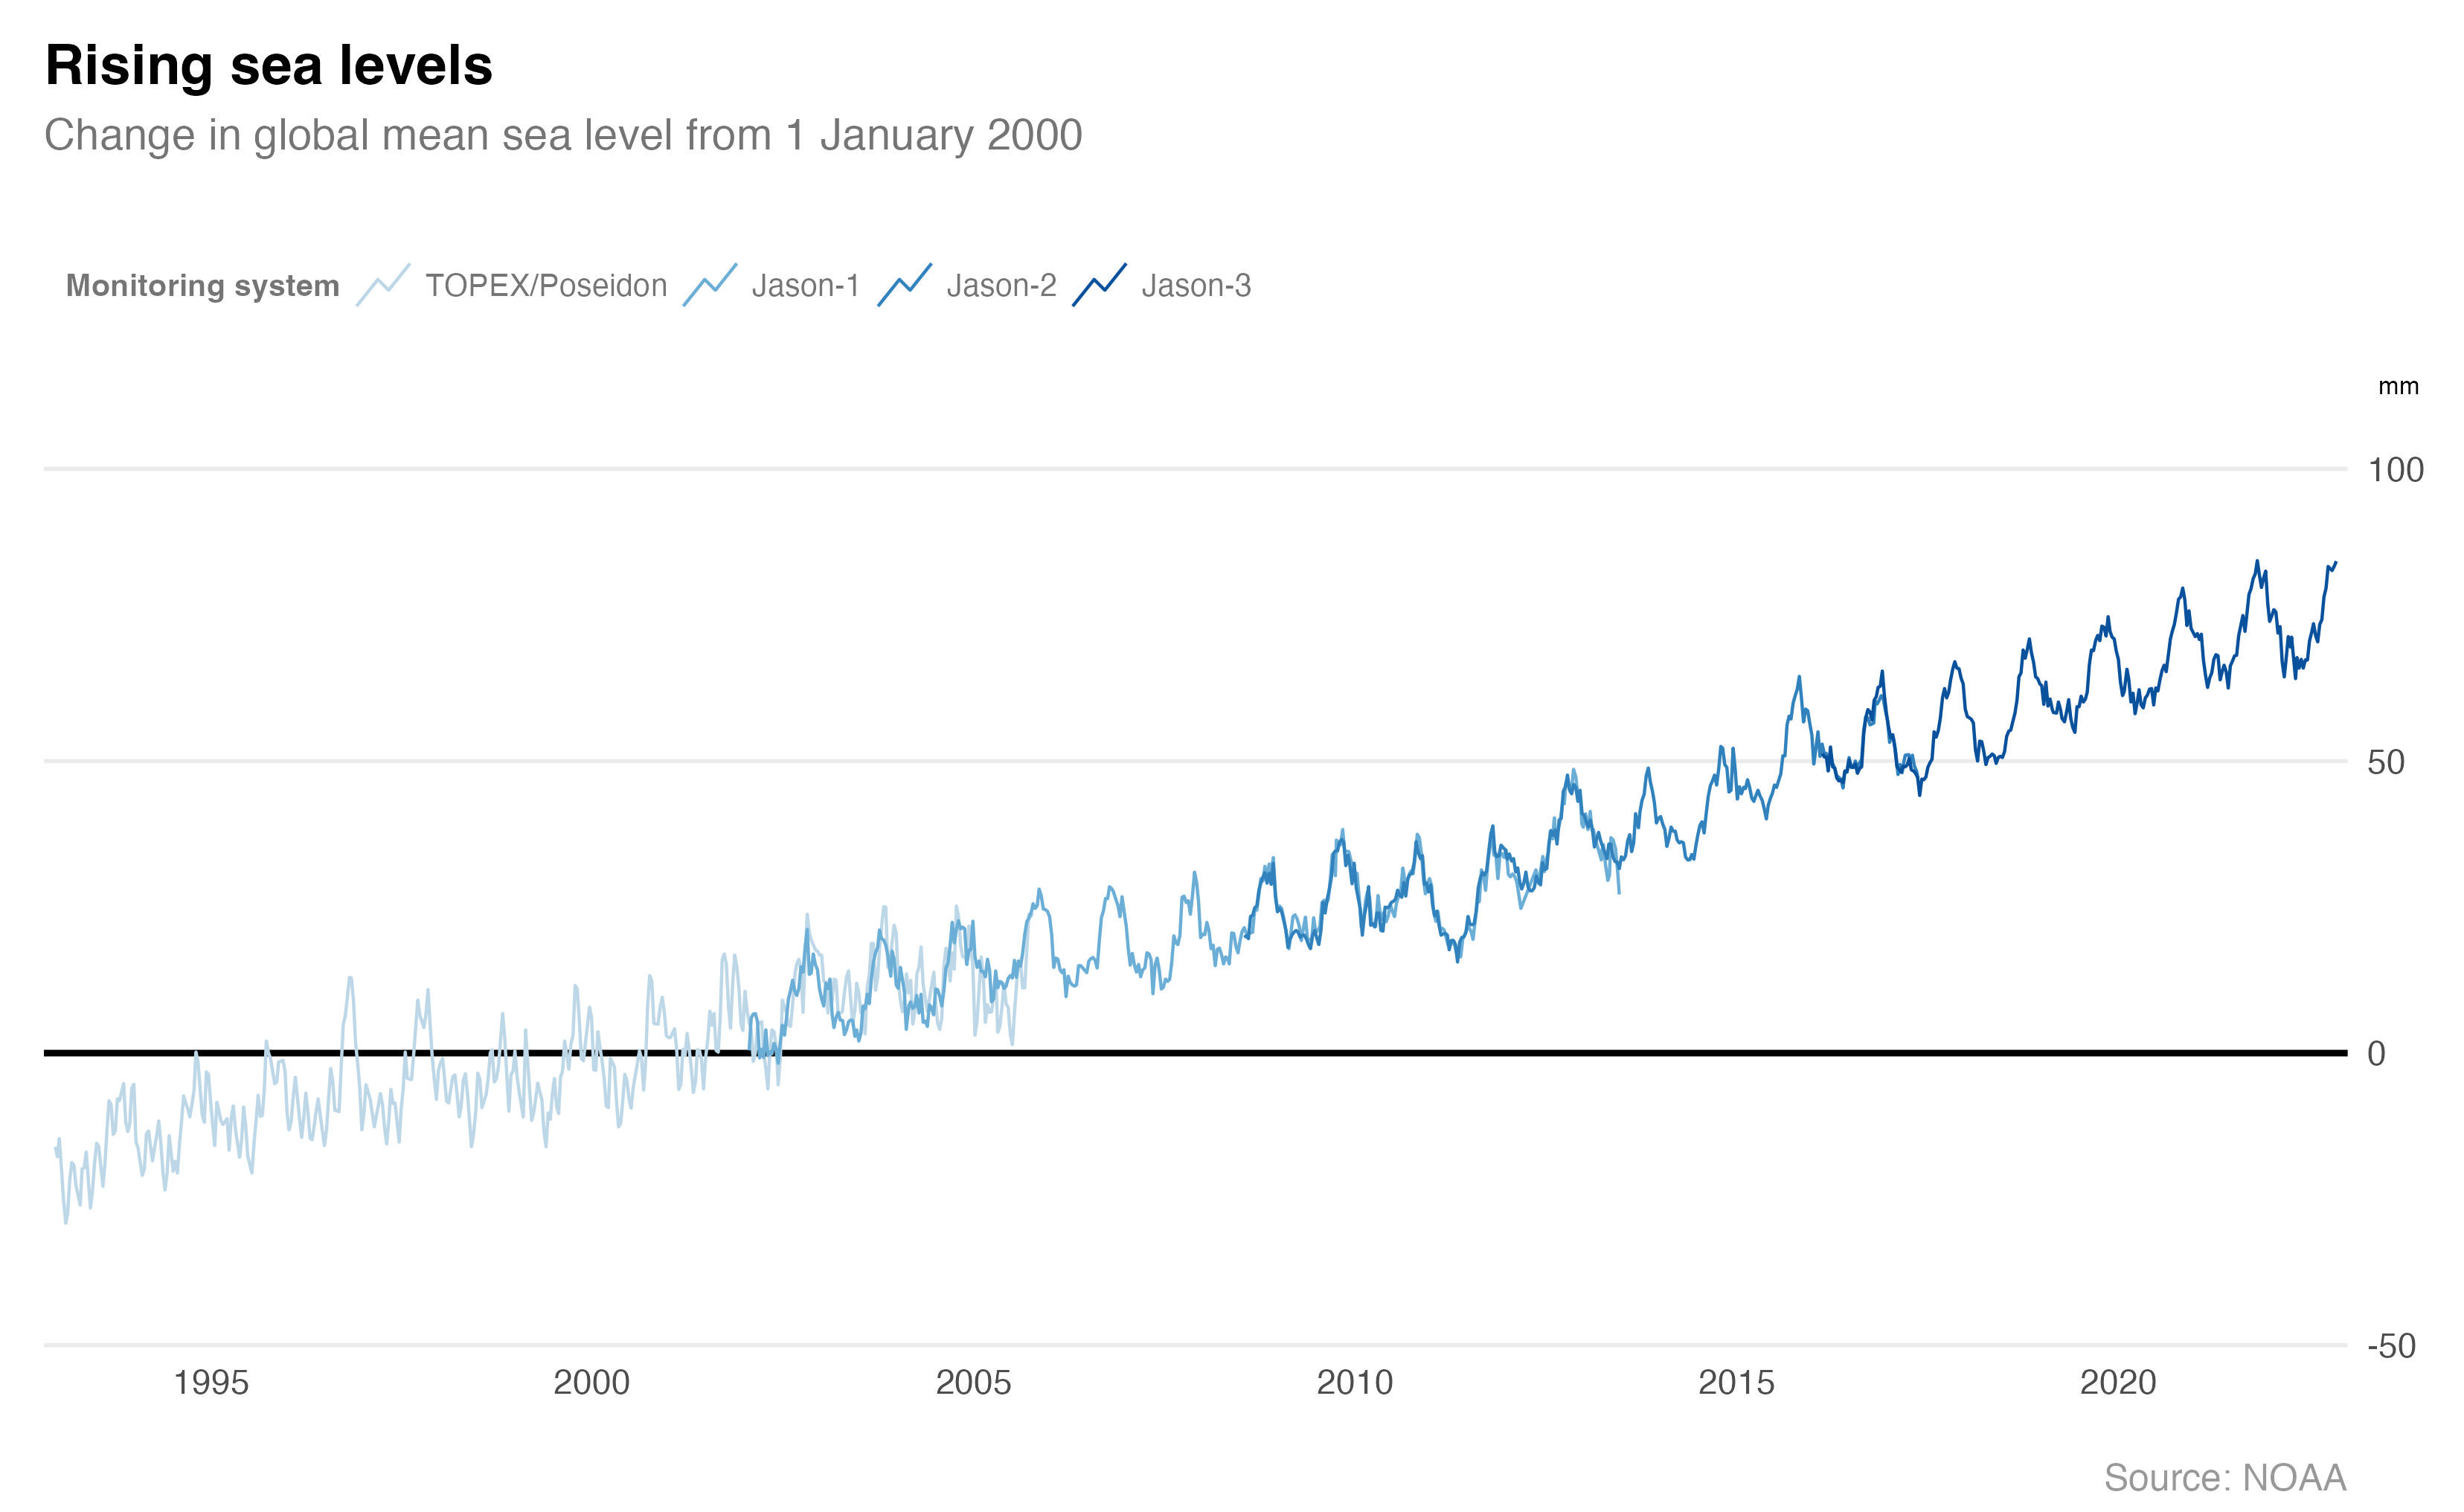 Rising sea levels
Change in global mean sea level from 1 January 2000
Monitoring system TOPEX/Poseidon Jason-1 Jason-2 Jason-3
mm
100
50
0
-50
1995 2000 2005 2010 2015 2020
Source: NOAA